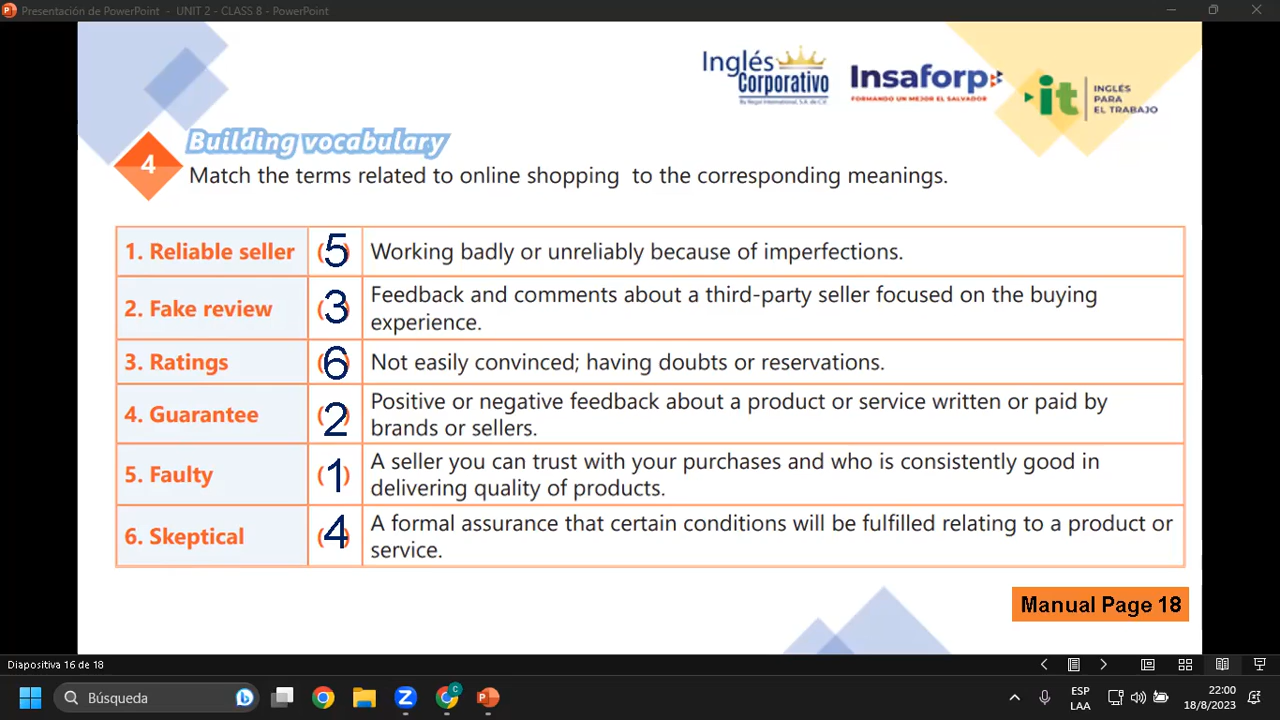 Presentación de PowerPoint - UNIT 2 - CLASS 8 - PowerPoint
Inglés
Corporativo
By Regal International, S.A. de C.V.
Insaforp
FORMANDO UN MEJOR EL SALVADOR
it
INGLÉS
PARA
EL TRABAJO
Building vocabulary
4
Match the terms related to online shopping to the corresponding meanings.
1. Reliable seller (5) Working badly or unreliably because of imperfections.
2. Fake review (3) Feedback and comments about a third-party seller focused on the buying
experience.
3. Ratings (6) Not easily convinced; having doubts or reservations.
4. Guarantee (2) Positive or negative feedback about a product or service written or paid by
brands or sellers.
5. Faulty (1) A seller you can trust with your purchases and who is consistently good in
delivering quality of products.
6. Skeptical (4) A formal assurance that certain conditions will be fulfilled relating to a product or
service.
Manual Page 18
Diapositiva 16 de 18
Búsqueda
C
ESP
LAA
22:00
18/8/2023